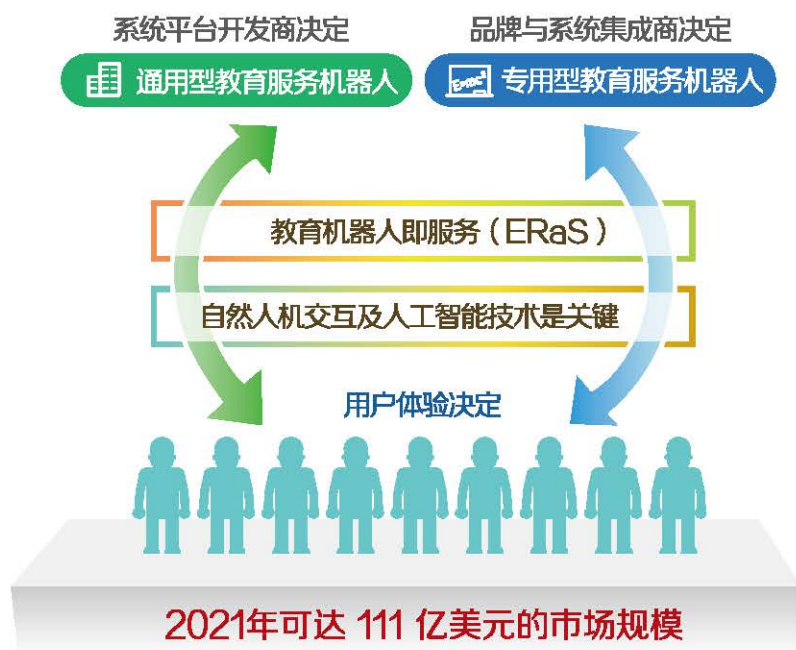 系统平台开发商决定
品牌与系统集成商决定
通用型教育服务机器人
专用型教育服务机器人
教育机器人即服务（ERaS）
自然人机交互及人工智能技术是关键
用户体验决定
2021年可达 111 亿美元的市场规模